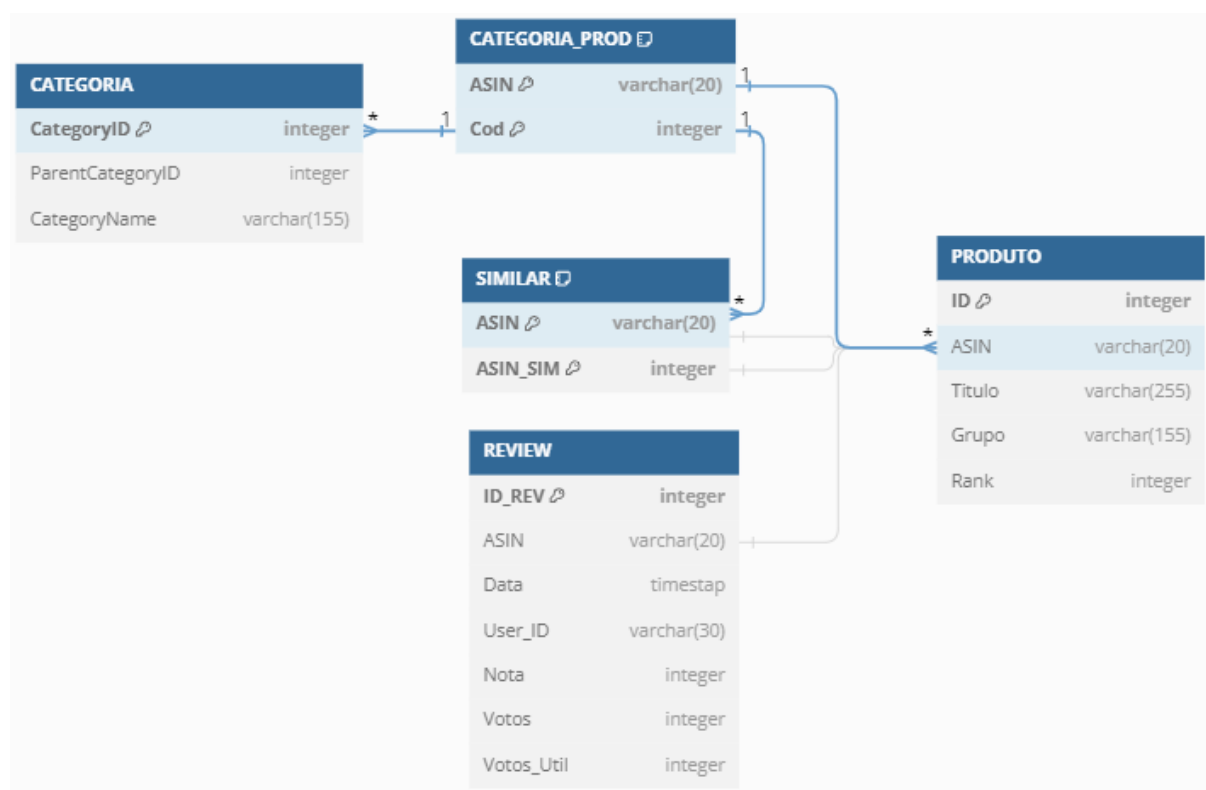 CATEGORIA_PROD
ASIN varchar(20)
Cod integer
1
1
1
*
CATEGORIA
CategoryID integer
ParentCategoryID integer
CategoryName varchar(155)
SIMILAR
ASIN varchar(20)
ASIN_SIM integer
*
PRODUTO
ID integer
ASIN varchar(20)
Titulo varchar(255)
Grupo varchar(155)
Rank integer
*
REVIEW
ID_REV integer
ASIN varchar(20)
Data timestap
User_ID varchar(30)
Nota integer
Votos integer
Votos_Util integer